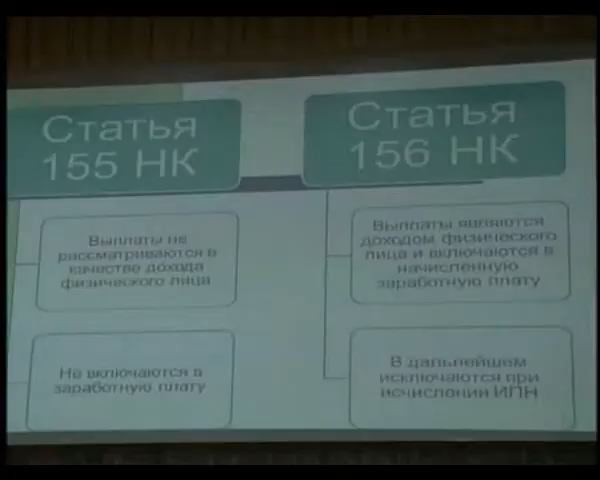 Статья
155 НК
Выплаты не
рассматриваются в
качестве дохода
физического лица
Не включаются в
заработную плату
Статья
156 НК
Выплаты являются
доходом физического
лица и включаются в
начисленную
заработную плату
В дальнейшем
исключаются при
исчислении ИПН